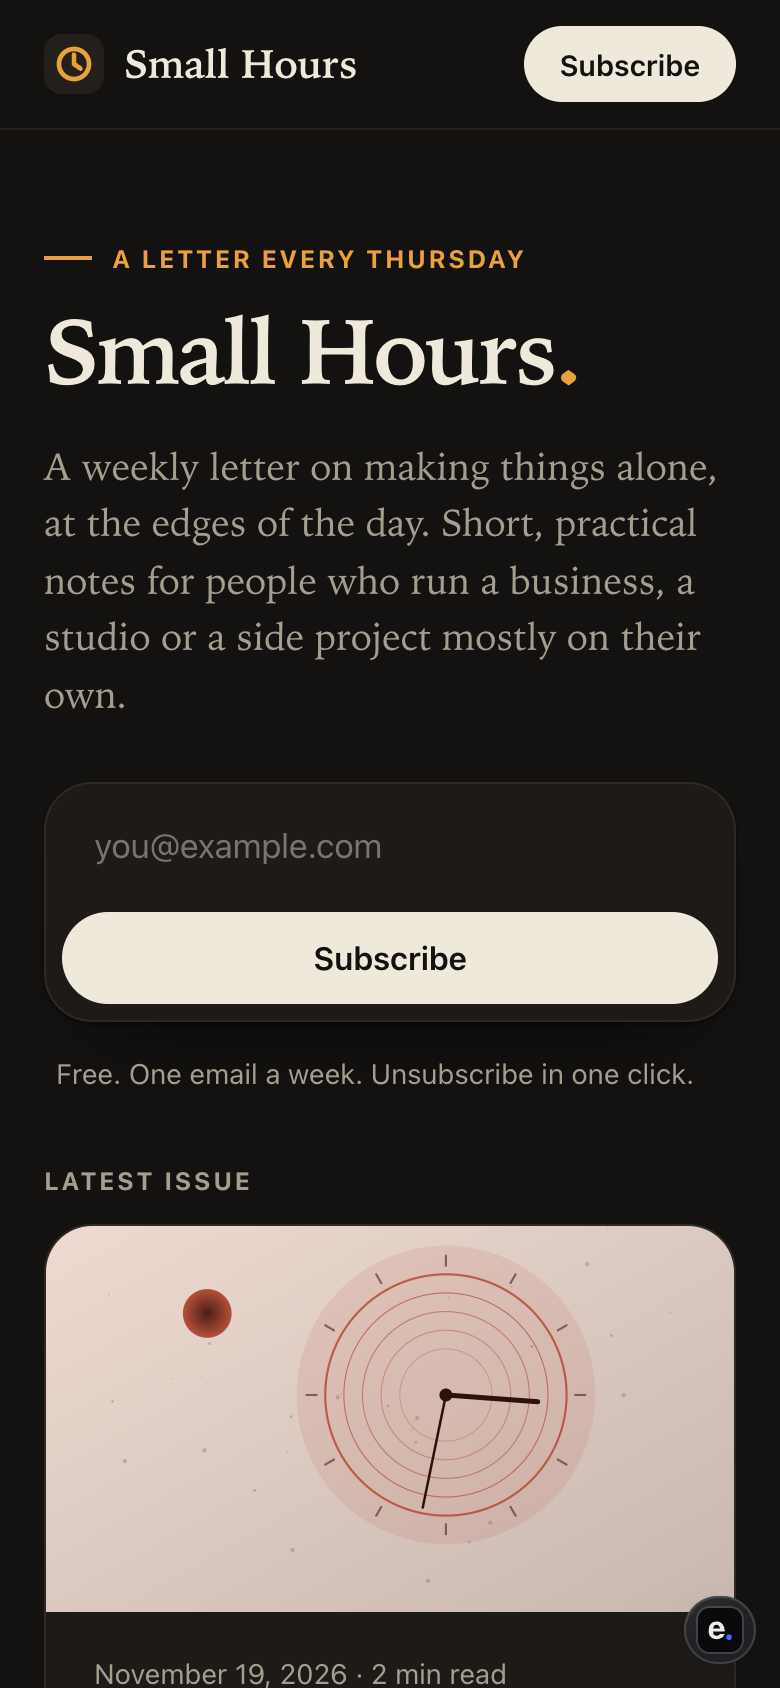 Small Hours
Subscribe
A LETTER EVERY THURSDAY
Small Hours.
A weekly letter on making things alone,
at the edges of the day. Short, practical
notes for people who run a business, a
studio or a side project mostly on their
own.
you@example.com
Subscribe
Free. One email a week. Unsubscribe in one click.
LATEST ISSUE
e.
November 19, 2026 · 2 min read